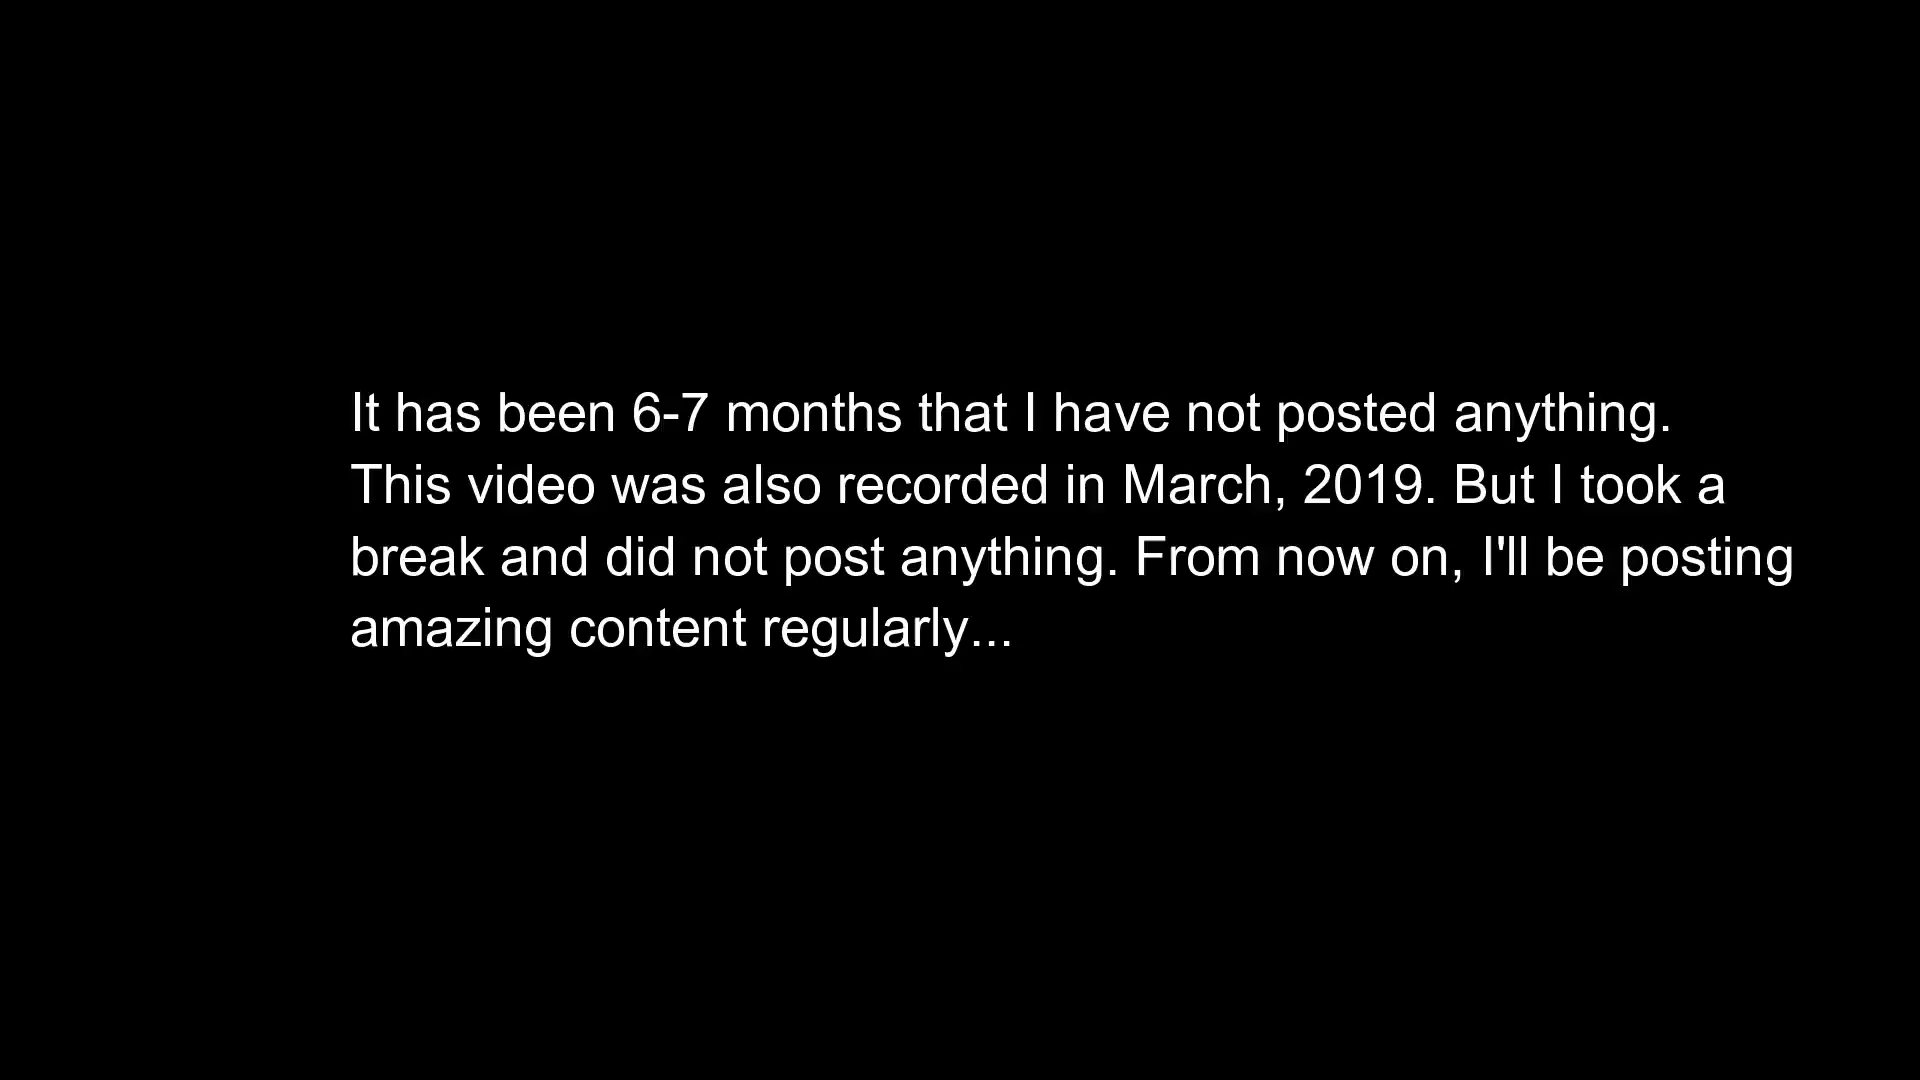 It has been 6-7 months that I have not posted anything.
This video was also recorded in March, 2019. But I took a
break and did not post anything. From now on, I'll be posting
amazing content regularly...